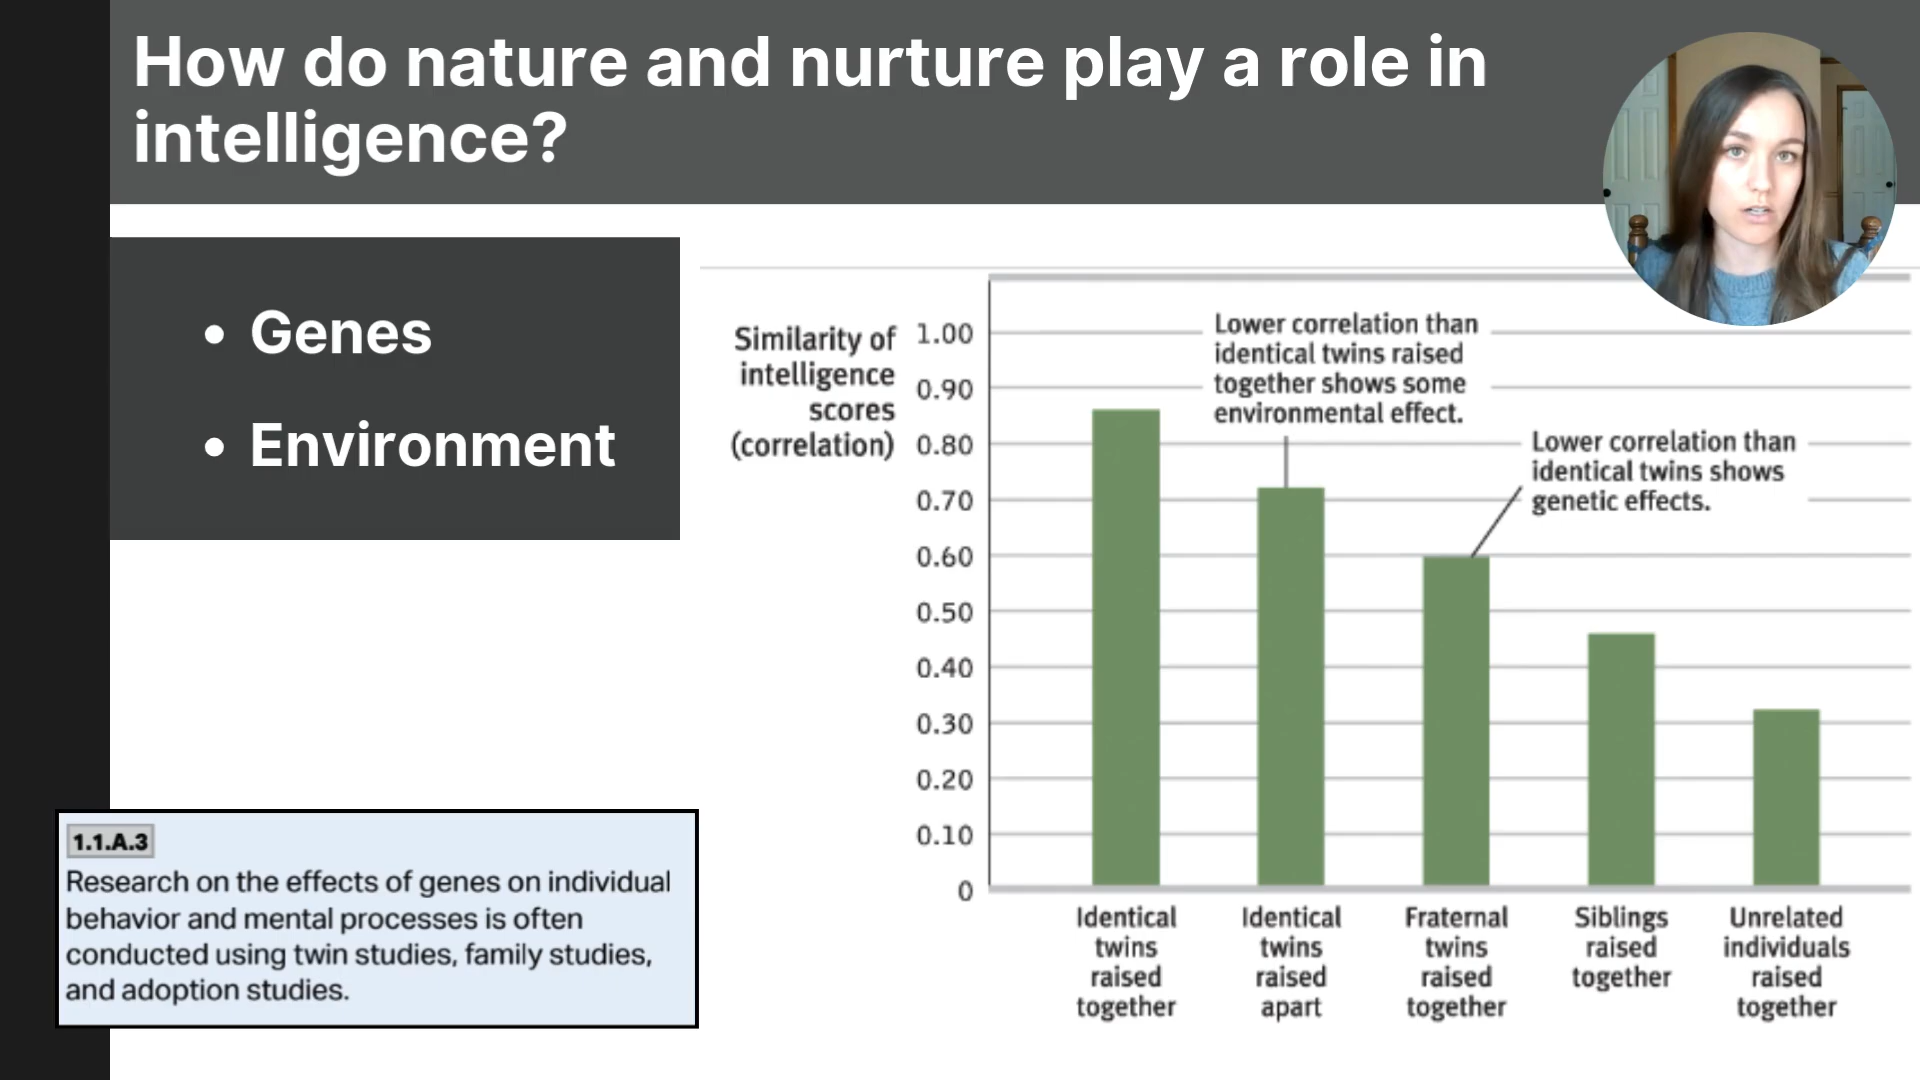 How do nature and nurture play a role in
intelligence?
• Genes
• Environment
1.1.A.3
Research on the effects of genes on individual
behavior and mental processes is often
conducted using twin studies, family studies,
and adoption studies.
Similarity of
intelligence
scores
(correlation)
1.00
0.90
0.80
0.70
0.60
0.50
0.40
0.30
0.20
0.10
0
Lower correlation than
identical twins raised
together shows some
environmental effect.
Lower correlation than
identical twins shows
genetic effects.
Identical
twins
raised
together
Identical
twins
raised
apart
Fraternal
twins
raised
together
Siblings
raised
together
Unrelated
individuals
raised
together